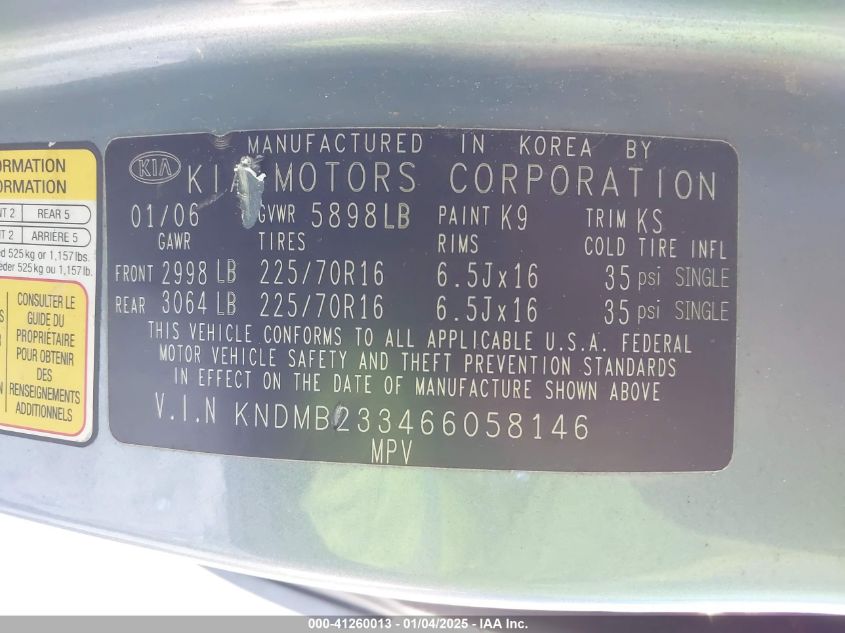 ORMATION
ORMATION
NT 2 REAR 5
NT 2 ARRIÈRE 5
ed 525 kg or 1,157 lbs.
eder 525 kg ou 1,157 lb.
CONSULTER LE
GUIDE DU
PROPRIÉTAIRE
POUR OBTENIR
DES
RENSEIGNEMENTS
ADDITIONNELS
MANUFACTURED IN KOREA BY
KIA KIA MOTORS CORPORATION
01/06 GVWR 5898LB PAINT K9 TRIM KS
GAWR TIRES RIMS COLD TIRE INFL
FRONT 2998 LB 225/70R16 6.5Jx16 35 psi SINGLE
REAR 3064 LB 225/70R16 6.5Jx16 35 psi SINGLE
THIS VEHICLE CONFORMS TO ALL APPLICABLE U.S.A. FEDERAL
MOTOR VEHICLE SAFETY AND THEFT PREVENTION STANDARDS
IN EFFECT ON THE DATE OF MANUFACTURE SHOWN ABOVE
V.I.N KNDMB233466058146
MPV
000-41260013 - 01/04/2025 - IAA Inc.